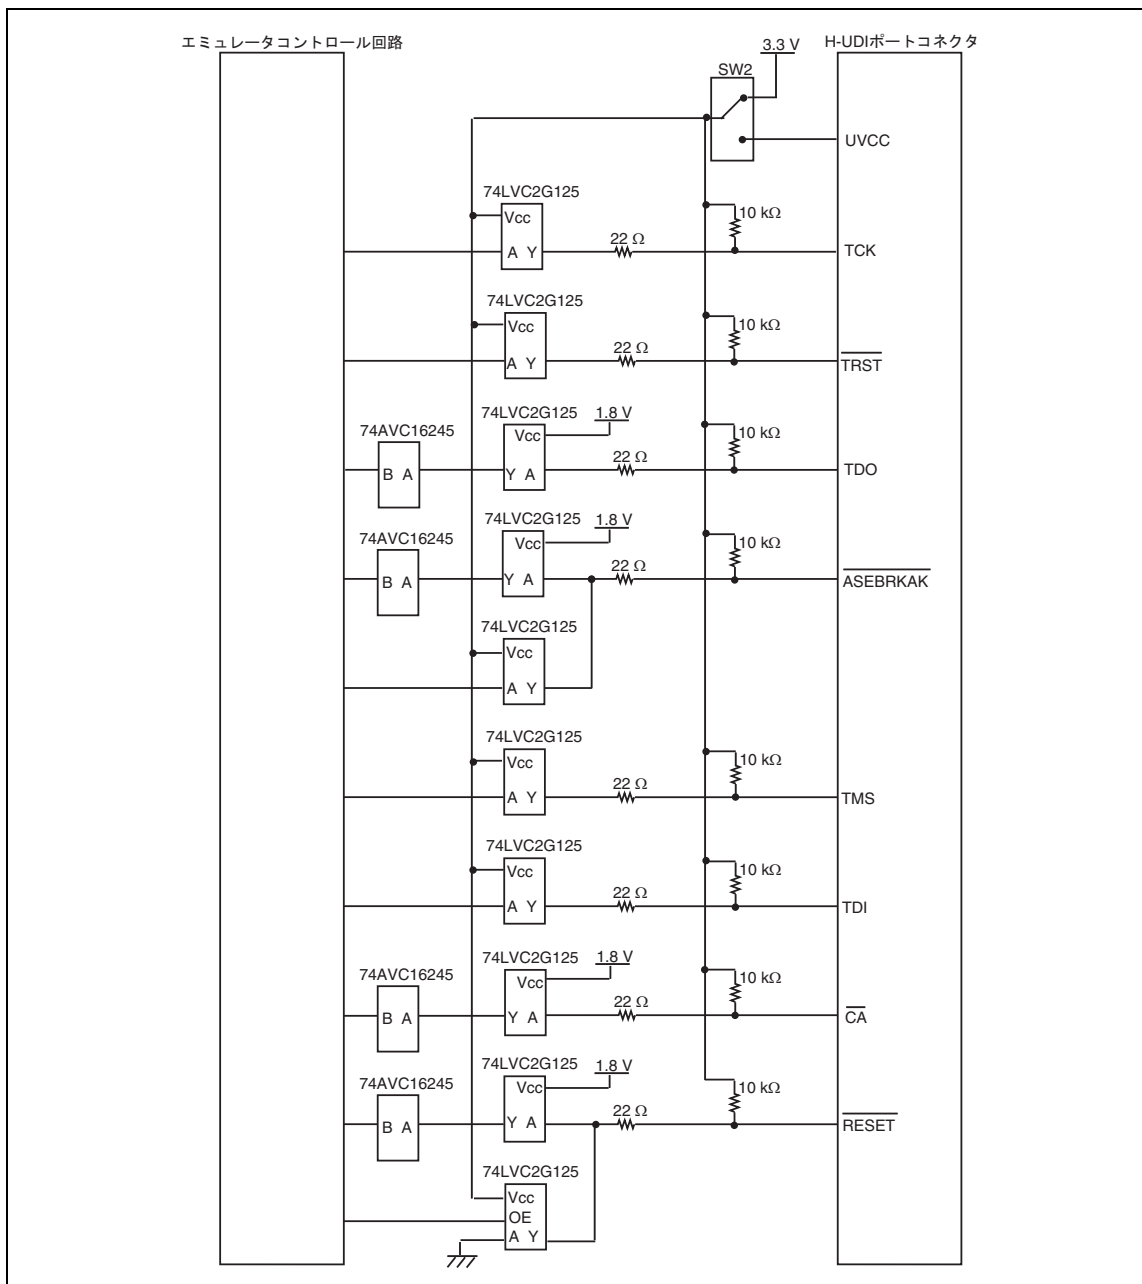 エミュレータコントロール回路
H-UDIポートコネクタ
3.3 V
SW2
UVCC
74LVC2G125
Vcc
A Y
22 Ω
10 kΩ
TCK
74LVC2G125
Vcc
A Y
22 Ω
10 kΩ
TRST
74AVC16245
B A
74LVC2G125
1.8 V
Vcc
Y A
22 Ω
10 kΩ
TDO
74AVC16245
B A
74LVC2G125
1.8 V
Vcc
Y A
22 Ω
10 kΩ
ASEBRKAK
74LVC2G125
Vcc
A Y
74LVC2G125
Vcc
A Y
22 Ω
10 kΩ
TMS
74LVC2G125
Vcc
A Y
22 Ω
10 kΩ
TDI
74AVC16245
B A
74LVC2G125
1.8 V
Vcc
Y A
22 Ω
10 kΩ
CA
74AVC16245
B A
74LVC2G125
1.8 V
Vcc
Y A
22 Ω
10 kΩ
RESET
74LVC2G125
Vcc
OE
A Y